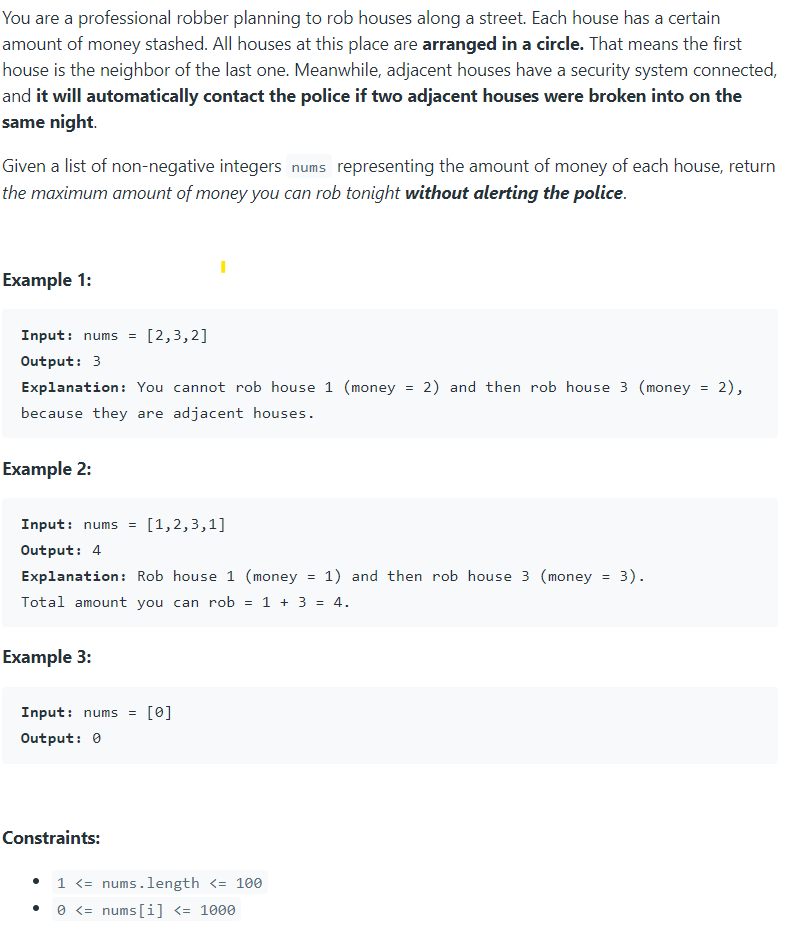 You are a professional robber planning to rob houses along a street. Each house has a certain
amount of money stashed. All houses at this place are arranged in a circle. That means the first
house is the neighbor of the last one. Meanwhile, adjacent houses have a security system connected,
and it will automatically contact the police if two adjacent houses were broken into on the
same night.
Given a list of non-negative integers nums representing the amount of money of each house, return
the maximum amount of money you can rob tonight without alerting the police.
Example 1:
Input: nums = [2,3,2]
Output: 3
Explanation: You cannot rob house 1 (money = 2) and then rob house 3 (money = 2),
because they are adjacent houses.
Example 2:
Input: nums = [1,2,3,1]
Output: 4
Explanation: Rob house 1 (money = 1) and then rob house 3 (money = 3).
Total amount you can rob = 1 + 3 = 4.
Example 3:
Input: nums = [0]
Output: 0
Constraints:
• 1 <= nums.length <= 100
• 0 <= nums[i] <= 1000